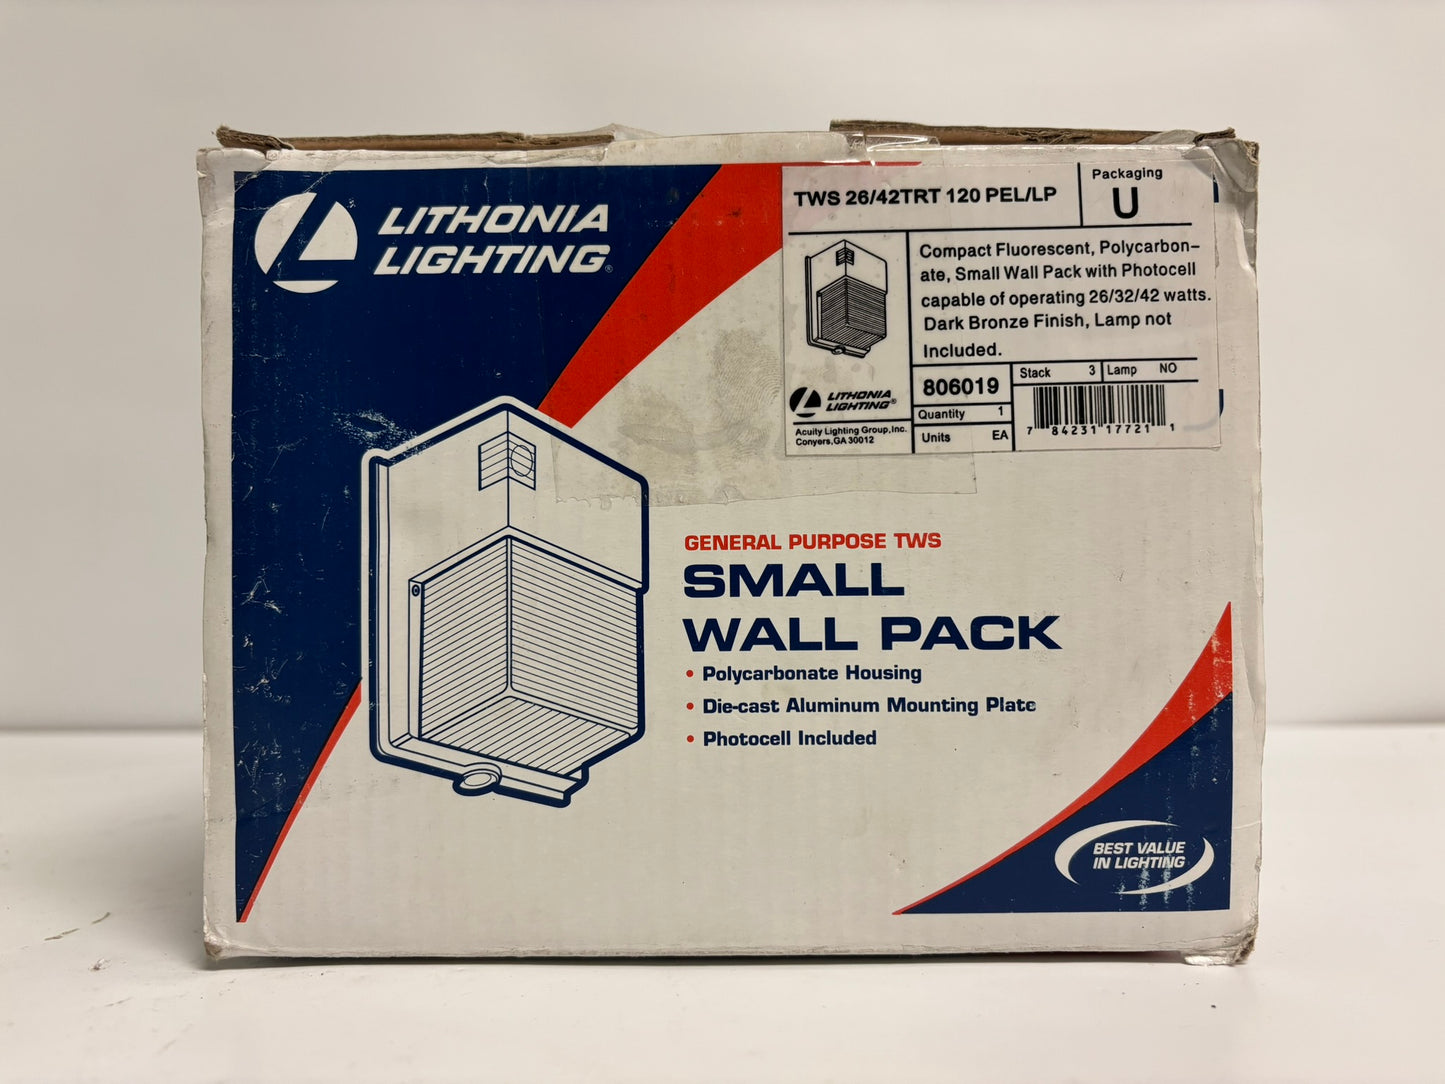 LITHONIA
LIGHTING®
TWS 26/42TRT 120 PEL/LP
Packaging
U
Compact Fluorescent, Polycarbon-
ate, Small Wall Pack with Photocell
capable of operating 26/32/42 watts.
Dark Bronze Finish, Lamp not
Included.
LITHONIA
LIGHTING®
Acuity Lighting Group,Inc.
Conyers,GA 30012
806019
Quantity 1
Units EA
Stack 3 Lamp NO
7 84231 17721 1
GENERAL PURPOSE TWS
SMALL
WALL PACK
• Polycarbonate Housing
• Die-cast Aluminum Mounting Plate
• Photocell Included
BEST VALUE
IN LIGHTING